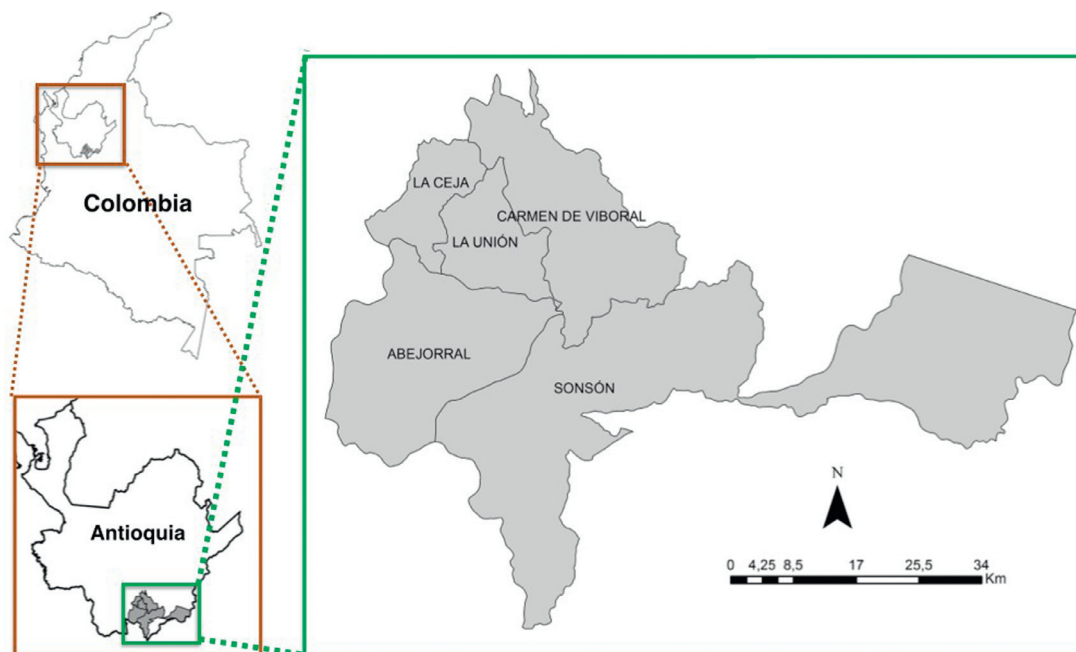 Colombia
Antioquia
LA CEJA
CARMEN DE VIBORAL
LA UNIÓN
ABEJORRAL
SONSÓN
N
0 4,25 8,5 17 25,5 34
Km